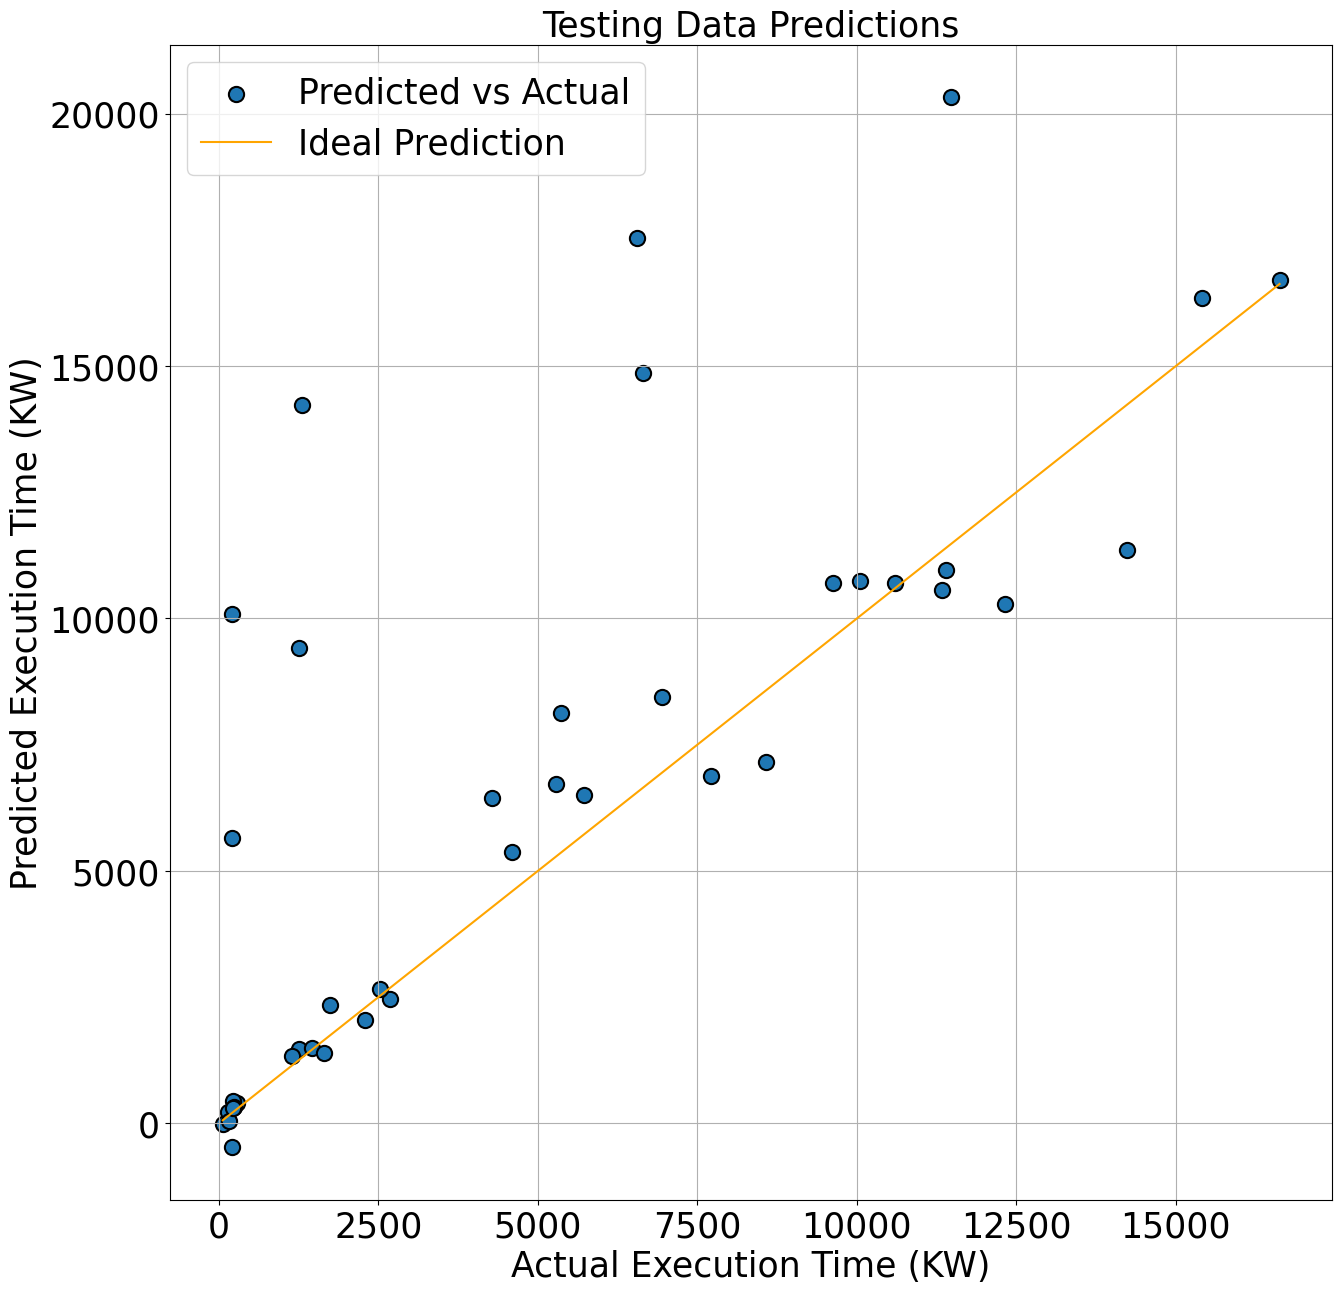 Testing Data Predictions
Predicted vs Actual
Ideal Prediction
20000
15000
10000
5000
0
Predicted Execution Time (KW)
0 2500 5000 7500 10000 12500 15000
Actual Execution Time (KW)